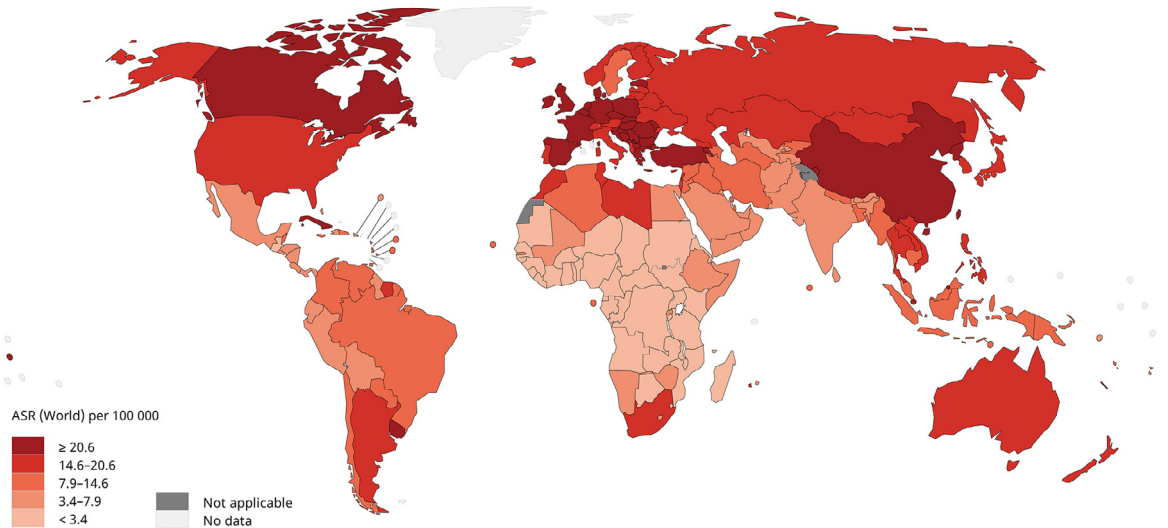 ASR (World) per 100 000
≥ 20.6
14.6–20.6
7.9–14.6
3.4–7.9
< 3.4
Not applicable
No data